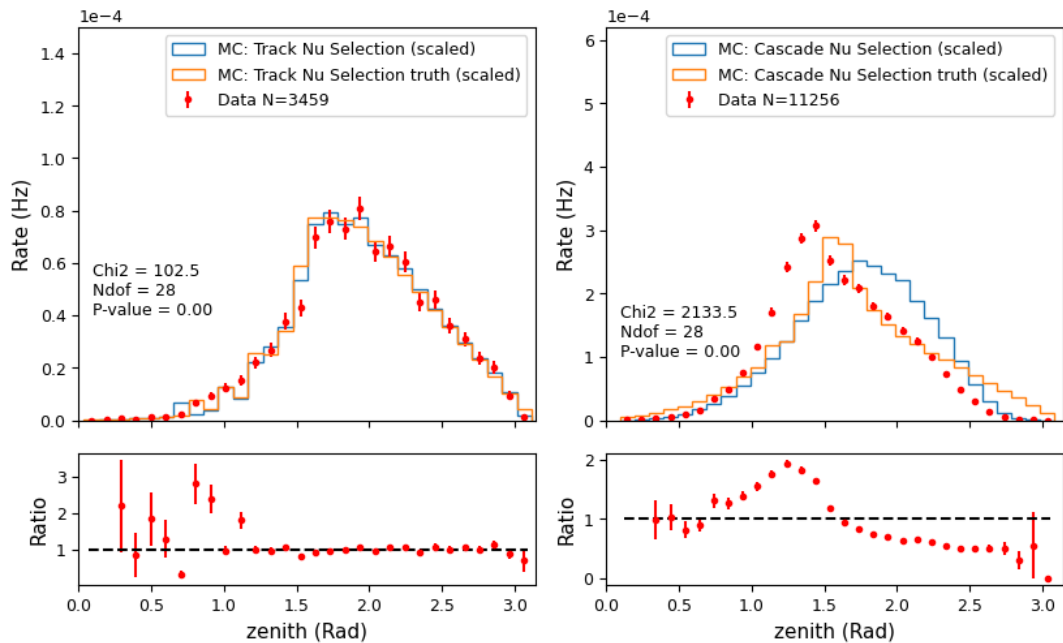 1e−4
MC: Track Nu Selection (scaled)
MC: Track Nu Selection truth (scaled)
Data N=3459
1.4
1.2
1.0
0.8
0.6
0.4
0.2
0.0
Rate (Hz)
Chi2 = 102.5
Ndof = 28
P-value = 0.00
3
2
1
Ratio
0.0
0.5
1.0
1.5
2.0
2.5
3.0
zenith (Rad)
1e−4
MC: Cascade Nu Selection (scaled)
MC: Cascade Nu Selection truth (scaled)
Data N=11256
6
5
4
3
2
1
0
Rate (Hz)
Chi2 = 2133.5
Ndof = 28
P-value = 0.00
2
1
0
Ratio
0.0
0.5
1.0
1.5
2.0
2.5
3.0
zenith (Rad)